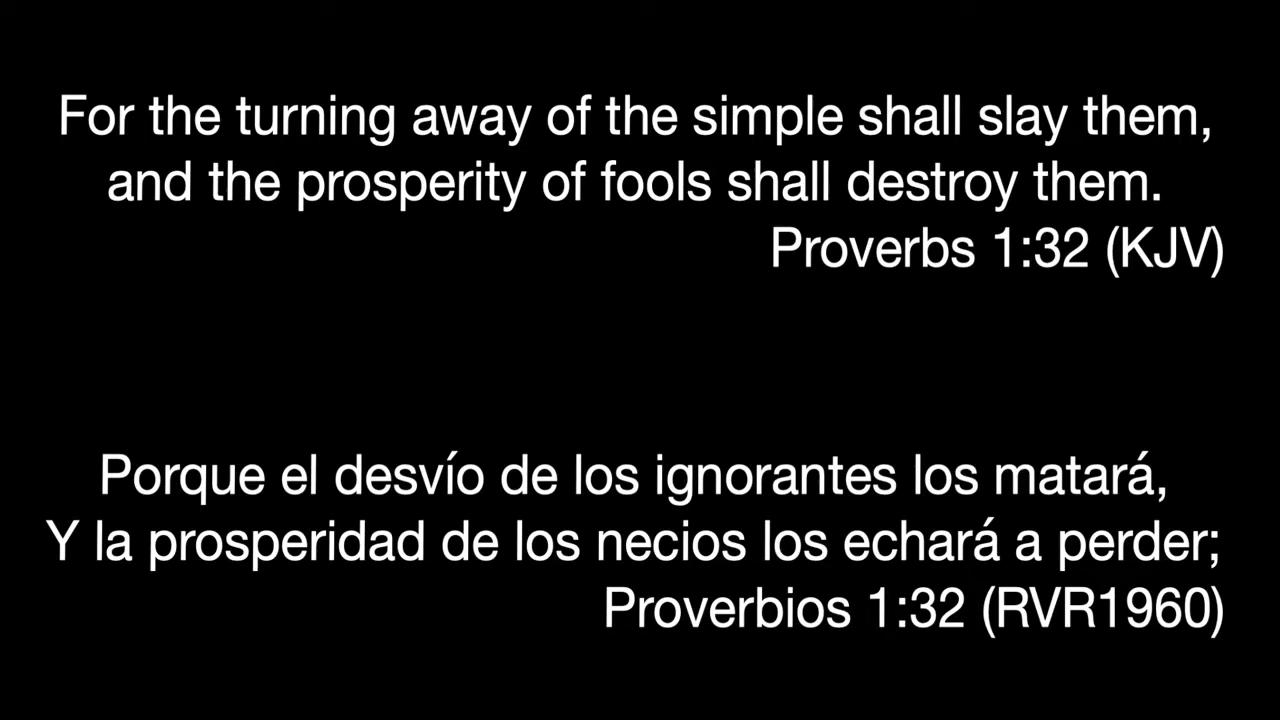 For the turning away of the simple shall slay them,
and the prosperity of fools shall destroy them.
Proverbs 1:32 (KJV)
Porque el desvío de los ignorantes los matará,
Y la prosperidad de los necios los echará a perder;
Proverbios 1:32 (RVR1960)